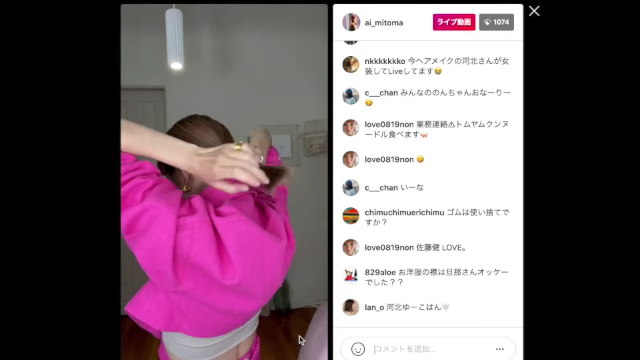 ai_mitoma
ライブ動画
1074
nkkkkkkko 今ヘアメイクの河北さんが女
装してLiveしてます😂
c___chan みんなののんちゃんおなーりー
🤣
love0819non 業務連絡⚠トムヤムクンヌ
ードル食べます🦐
love0819non 😜
c___chan いーな
chimuchimuerichimu ゴムは使い捨てで
すか？
love0819non 佐藤健 LOVE。
829aloe お洋服の襟は旦那さんオッケー
でした？？
lan_o 河北ゆーこはん🤍
コメントを追加...